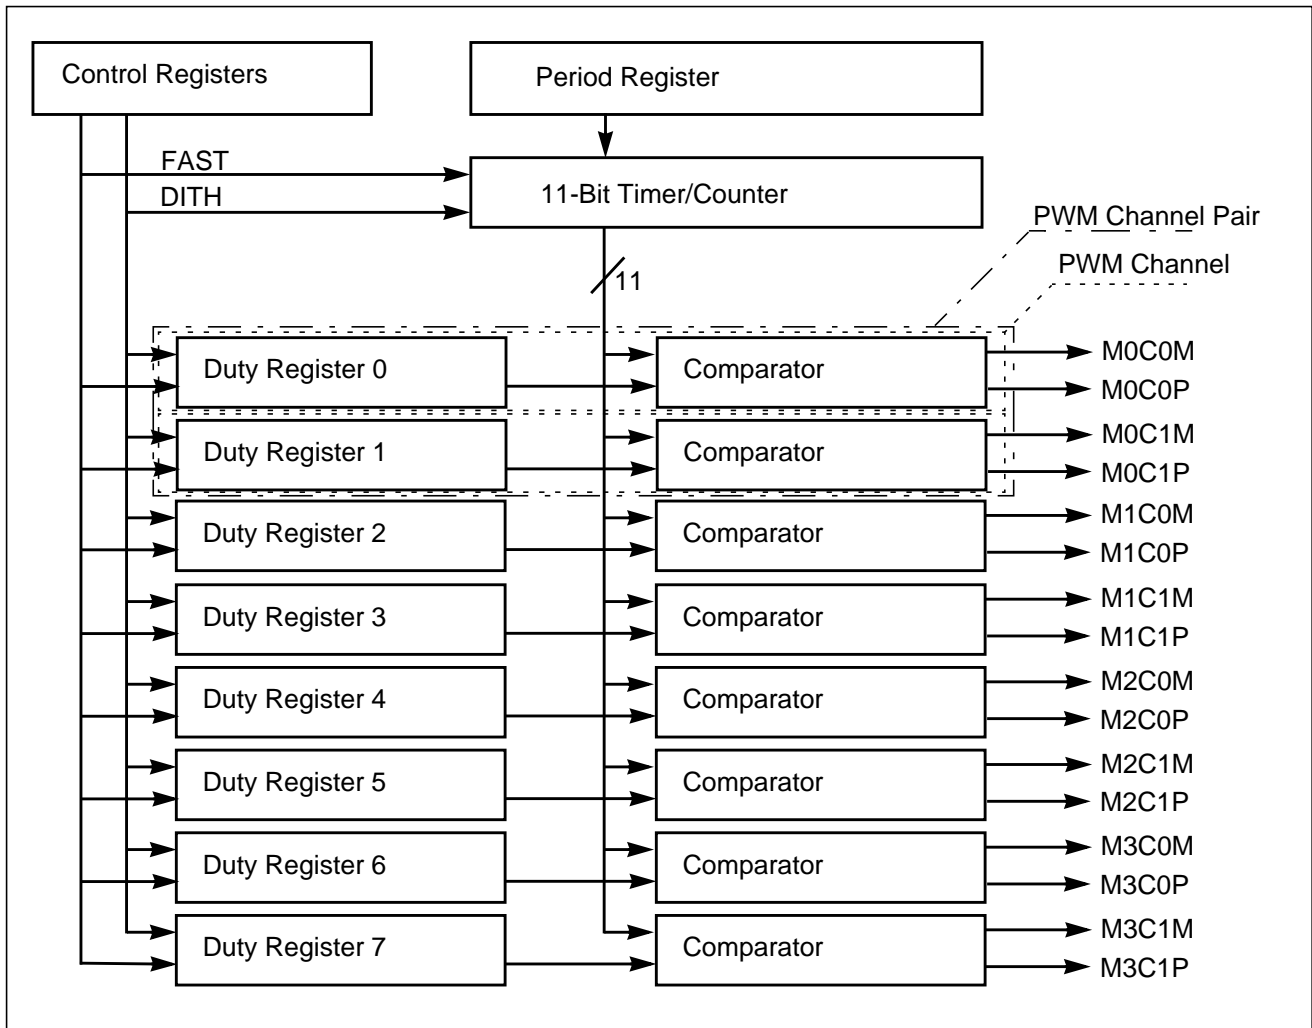 Control Registers
Period Register
FAST
DITH
11-Bit Timer/Counter
PWM Channel Pair
PWM Channel
11
Duty Register 0
Comparator
M0C0M
M0C0P
Duty Register 1
Comparator
M0C1M
M0C1P
Duty Register 2
Comparator
M1C0M
M1C0P
Duty Register 3
Comparator
M1C1M
M1C1P
Duty Register 4
Comparator
M2C0M
M2C0P
Duty Register 5
Comparator
M2C1M
M2C1P
Duty Register 6
Comparator
M3C0M
M3C0P
Duty Register 7
Comparator
M3C1M
M3C1P